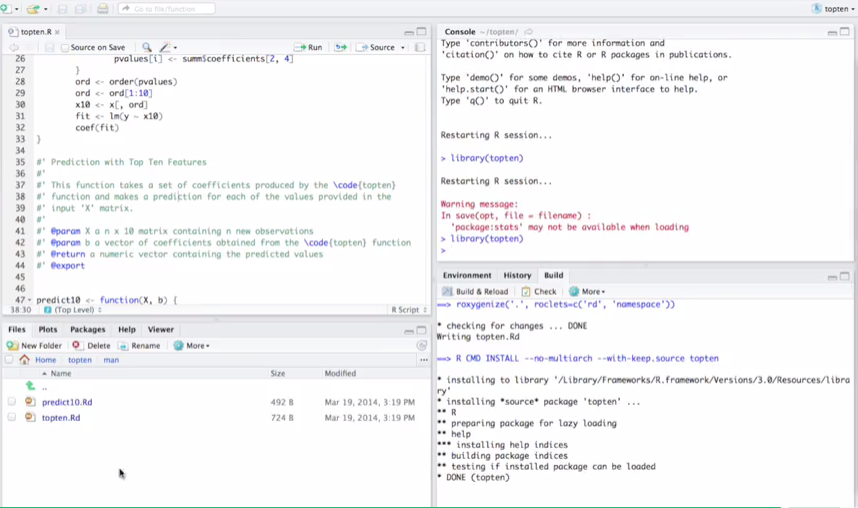 Go to file/function
topten
topten.R
Source on Save
Run
Source
26 pvalues[i] <- summ$coefficients[2, 4]
27 }
28 ord <- order(pvalues)
29 ord <- ord[1:10]
30 x10 <- x[, ord]
31 fit <- lm(y ~ x10)
32 coef(fit)
33 }
34
35 #' Prediction with Top Ten Features
36 #'
37 #' This function takes a set of coefficients produced by the \code{topten}
38 #' function and makes a prediction for each of the values provided in the
39 #' input 'X' matrix.
40 #'
41 #' @param X a n x 10 matrix containing n new observations
42 #' @param b a vector of coefficients obtained from the \code{topten} function
43 #' @return a numeric vector containing the predicted values
44 #' @export
45
46
47 predict10 <- function(X, b) {
38:30 (Top Level) R Script
Files Plots Packages Help Viewer
New Folder Delete Rename More
Home topten man
Name Size Modified
..
predict10.Rd 492 B Mar 19, 2014, 3:19 PM
topten.Rd 724 B Mar 19, 2014, 3:19 PM
Console ~/topten/
Type 'contributors()' for more information and
'citation()' on how to cite R or R packages in publications.
Type 'demo()' for some demos, 'help()' for on-line help, or
'help.start()' for an HTML browser interface to help.
Type 'q()' to quit R.
Restarting R session...
> library(topten)
Restarting R session...
Warning message:
In save(opt, file = filename) :
'package:stats' may not be available when loading
> library(topten)
>
Environment History Build
Build & Reload Check More
==> roxygenize('.', roclets=c('rd', 'namespace'))
* checking for changes ... DONE
Writing topten.Rd
==> R CMD INSTALL --no-multiarch --with-keep.source topten
* installing to library '/Library/Frameworks/R.framework/Versions/3.0/Resources/libra
ry'
* installing *source* package 'topten' ...
** R
** preparing package for lazy loading
** help
*** installing help indices
** building package indices
** testing if installed package can be loaded
* DONE (topten)